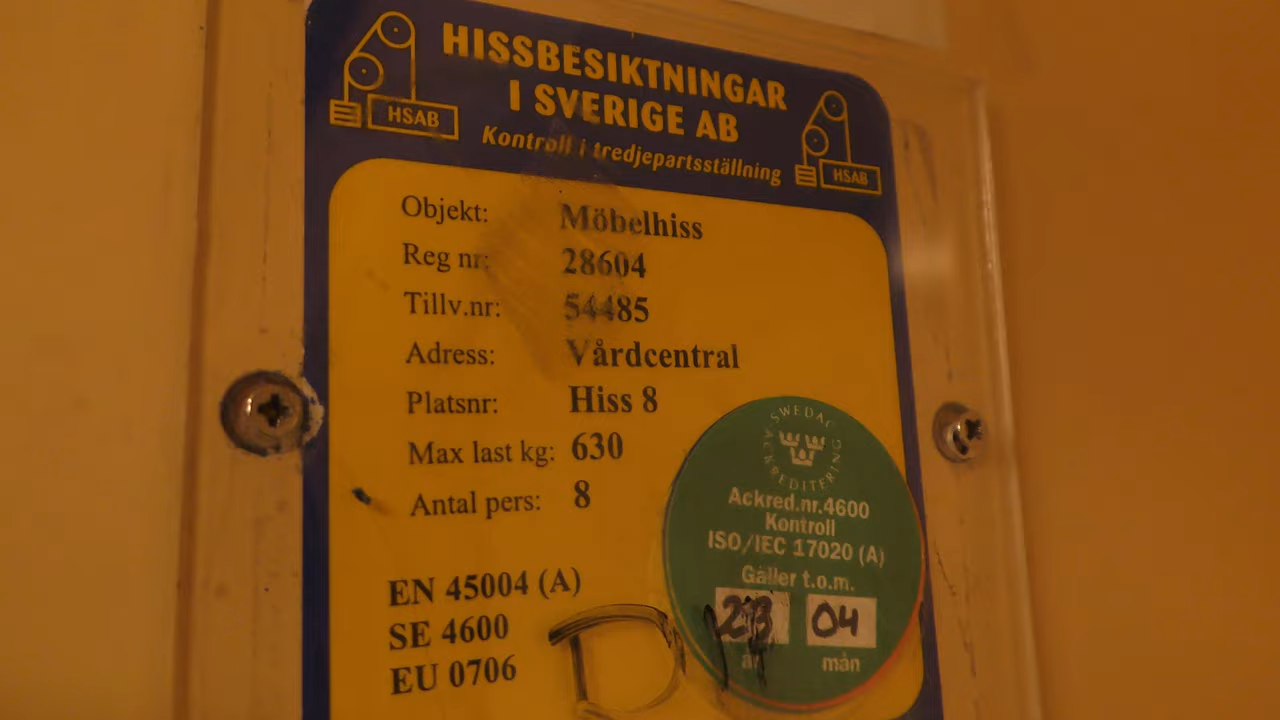 HISSBESIKTNINGAR
I SVERIGE AB
Kontroll i tredjepartsställning
HSAB
HSAB
Objekt: Möbelhiss
Reg nr: 28604
Tillv.nr: 54485
Adress: Vårdcentral
Platsnr: Hiss 8
Max last kg: 630
Antal pers: 8
EN 45004 (A)
SE 4600
EU 0706
SWEDAC
ACKREDITERING
Ackred.nr.4600
Kontroll
ISO/IEC 17020 (A)
Gäller t.o.m.
23 04
år mån